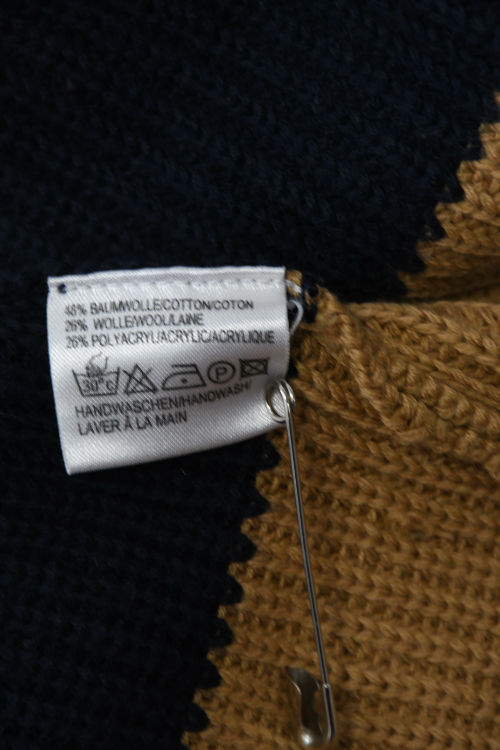 48% BAUMWOLLE/COTTON/COTON
26% WOLLE/WOOL/LAINE
26% POLYACRYL/ACRYLIC/ACRYLIQUE
30°C P
HANDWASCHEN/HANDWASH/
LAVER À LA MAIN